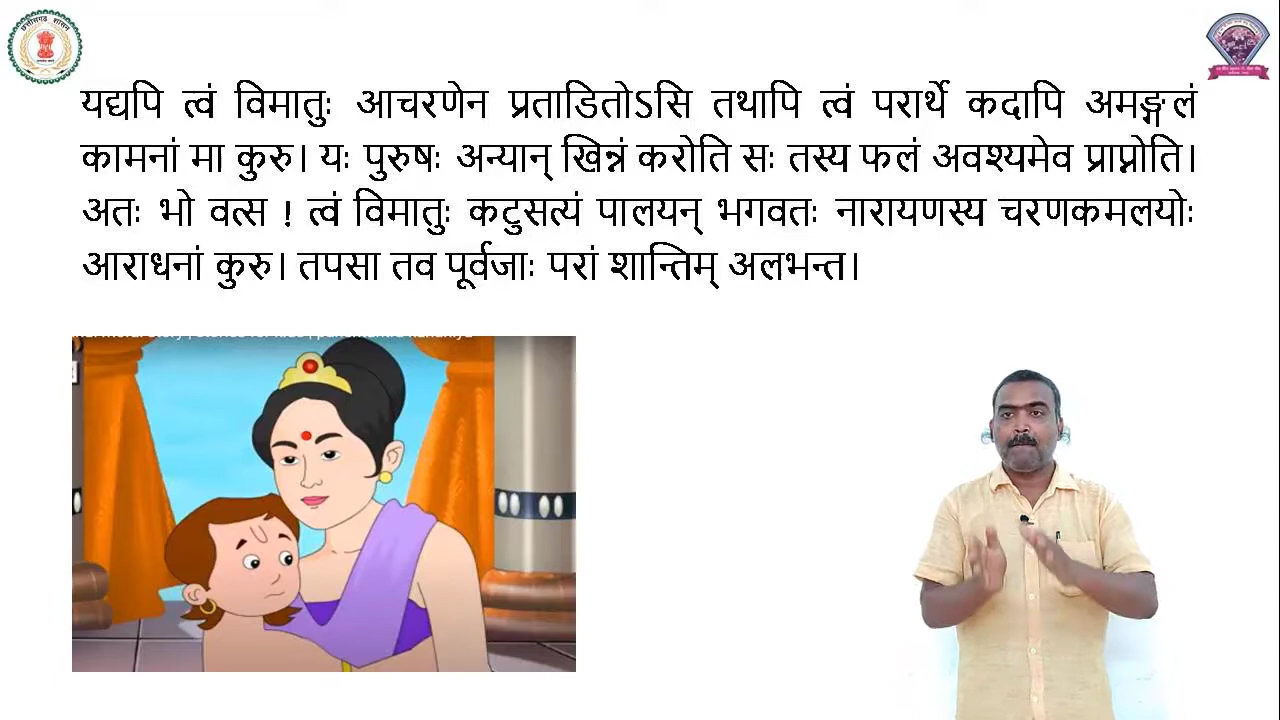 यद्यपि त्वं विमातुः आचरणेन प्रताडितोऽसि तथापि त्वं परार्थे कदापि अमङ्गलं
कामनां मा कुरु। यः पुरुषः अन्यान् खिन्नं करोति सः तस्य फलं अवश्यमेव प्राप्नोति।
अतः भो वत्स ! त्वं विमातुः कटुसत्यं पालयन् भगवतः नारायणस्य चरणकमलयोः
आराधनां कुरु। तपसा तव पूर्वजाः परां शान्तिम् अलभन्त।